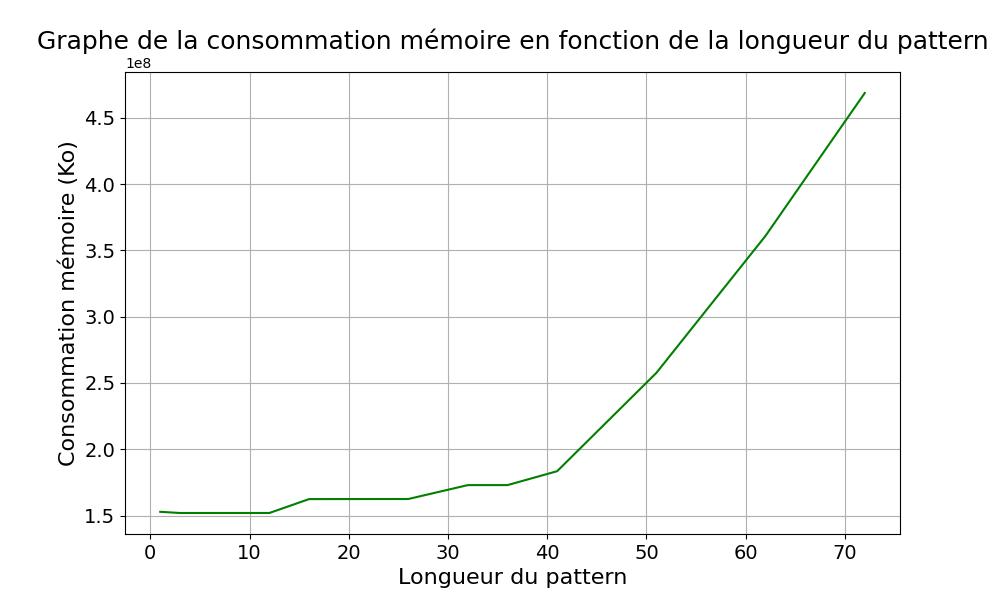 Graphe de la consommation mémoire en fonction de la longueur du pattern
1e8
4.5
4.0
3.5
3.0
2.5
2.0
1.5
Consommation mémoire (Ko)
0 10 20 30 40 50 60 70
Longueur du pattern